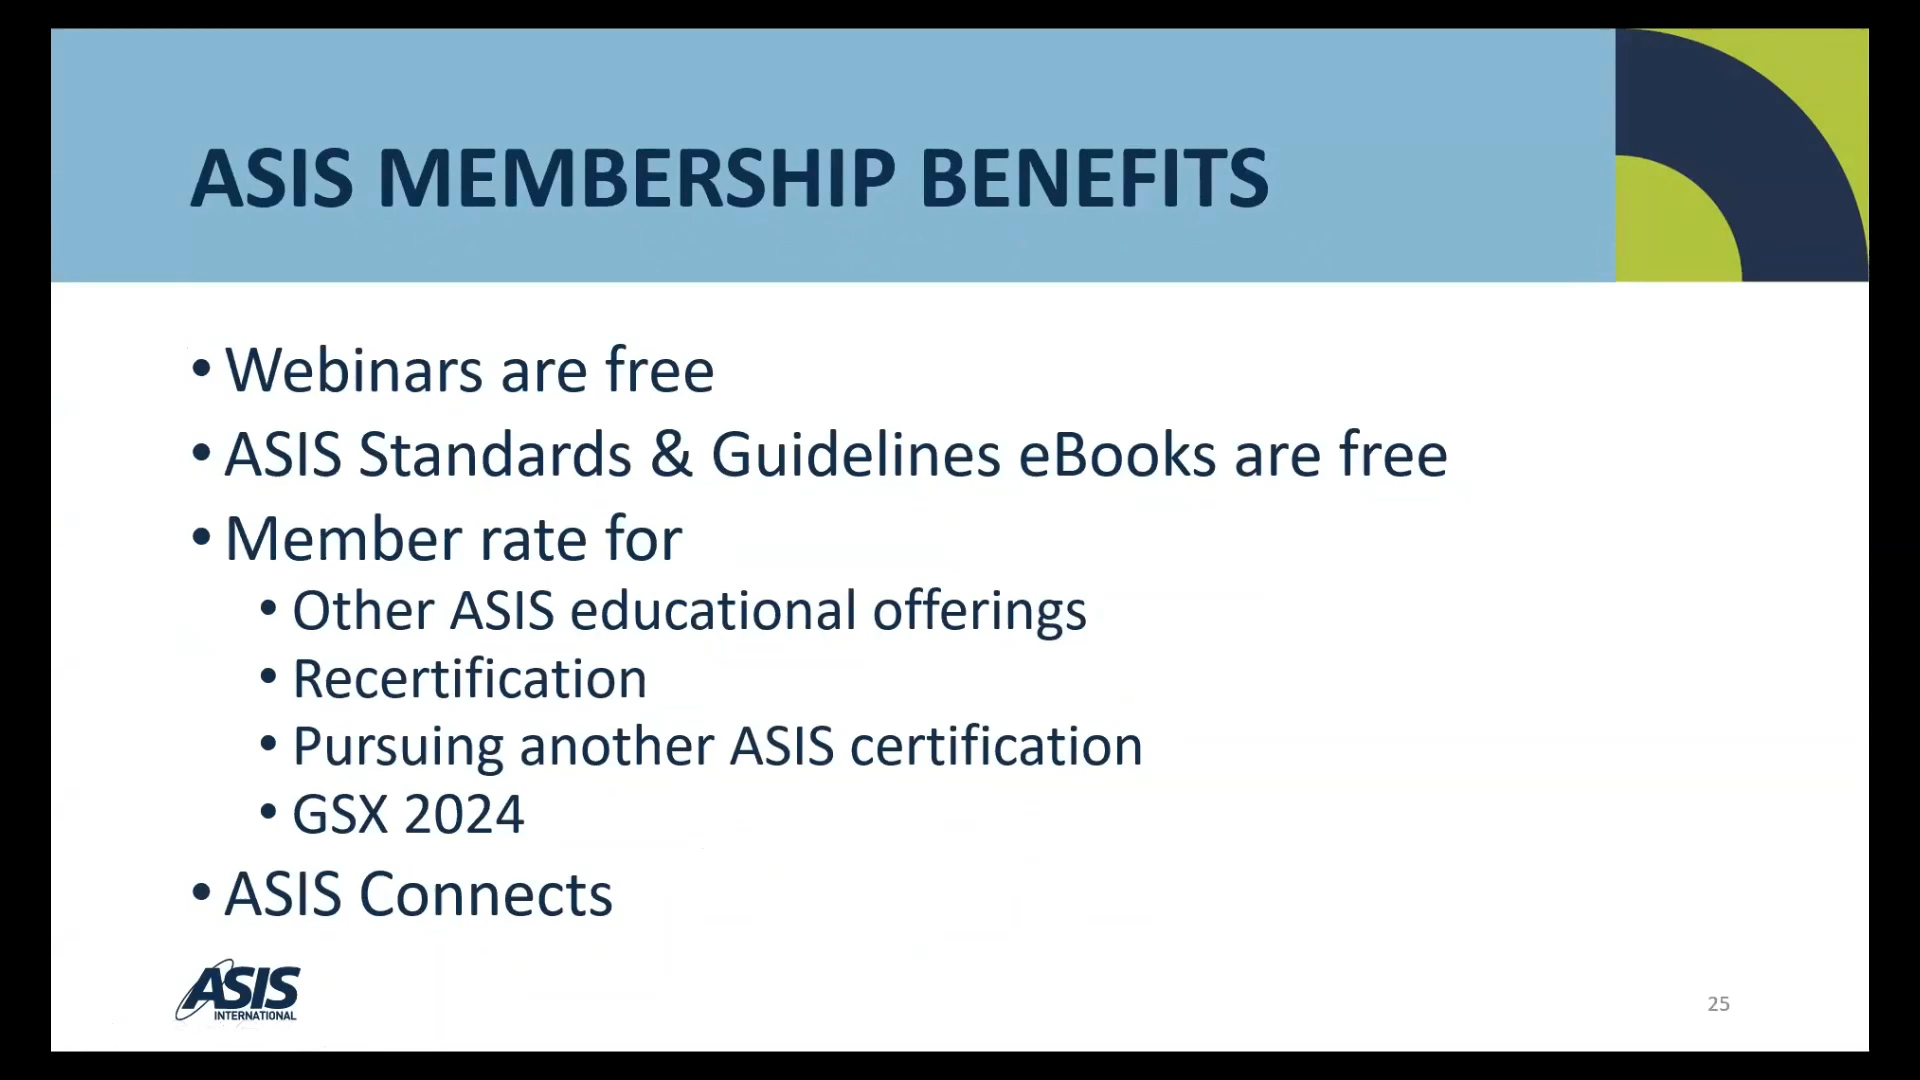 ASIS MEMBERSHIP BENEFITS
• Webinars are free
• ASIS Standards & Guidelines eBooks are free
• Member rate for
• Other ASIS educational offerings
• Recertification
• Pursuing another ASIS certification
• GSX 2024
• ASIS Connects
ASIS
INTERNATIONAL
25